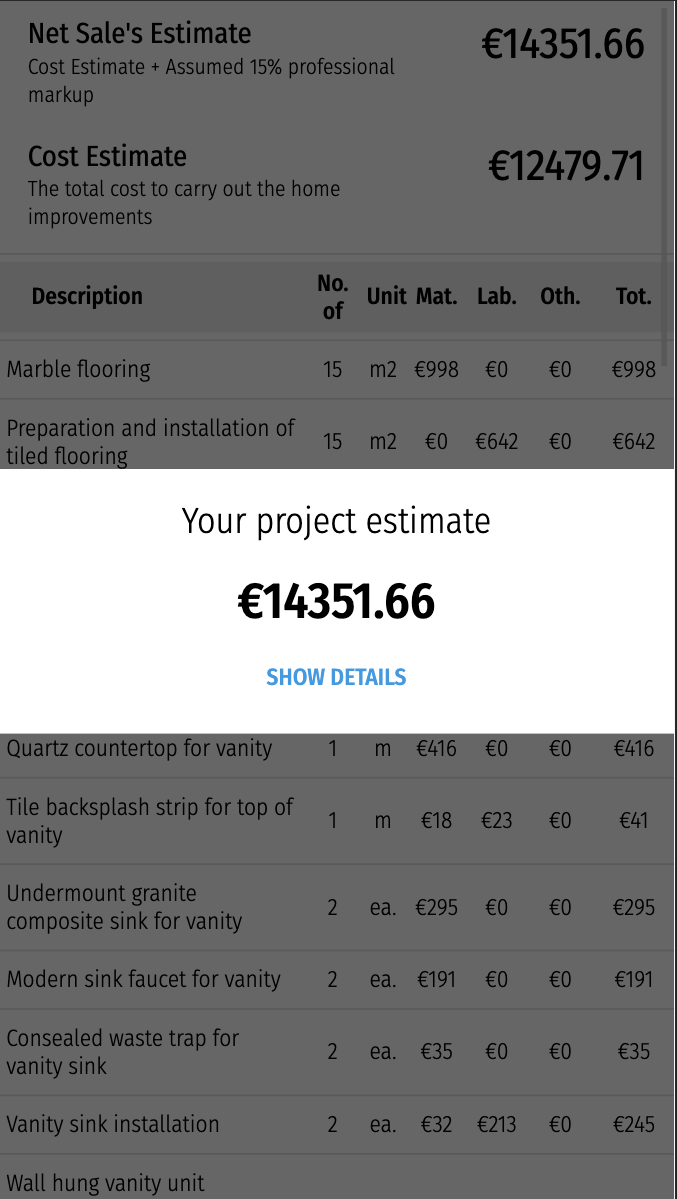 Net Sale's Estimate
€14351.66
Cost Estimate + Assumed 15% professional
markup
Cost Estimate
€12479.71
The total cost to carry out the home
improvements
Description No. of Unit Mat. Lab. Oth. Tot.
Marble flooring 15 m2 €998 €0 €0 €998
Preparation and installation of
tiled flooring 15 m2 €0 €642 €0 €642
Your project estimate
€14351.66
SHOW DETAILS
Quartz countertop for vanity 1 m €416 €0 €0 €416
Tile backsplash strip for top of
vanity 1 m €18 €23 €0 €41
Undermount granite
composite sink for vanity 2 ea. €295 €0 €0 €295
Modern sink faucet for vanity 2 ea. €191 €0 €0 €191
Consealed waste trap for
vanity sink 2 ea. €35 €0 €0 €35
Vanity sink installation 2 ea. €32 €213 €0 €245
Wall hung vanity unit